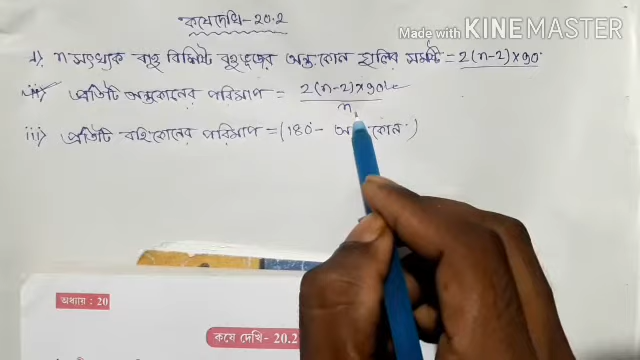 Made with KINEMASTER
কষে দেখি - 20.2
i) n সংখ্যক বাহু বিশিষ্ট বহুভুজের অন্তঃকোন গুলির সমষ্টি = 2(n-2)×90°
ii) প্রতিটি অন্তঃকোনের পরিমাপ = 2(n-2)×90°
n
iii) প্রতিটি বহিঃকোনের পরিমাপ = (180° - কোন)
অধ্যায় : 20
কষে দেখি - 20.2